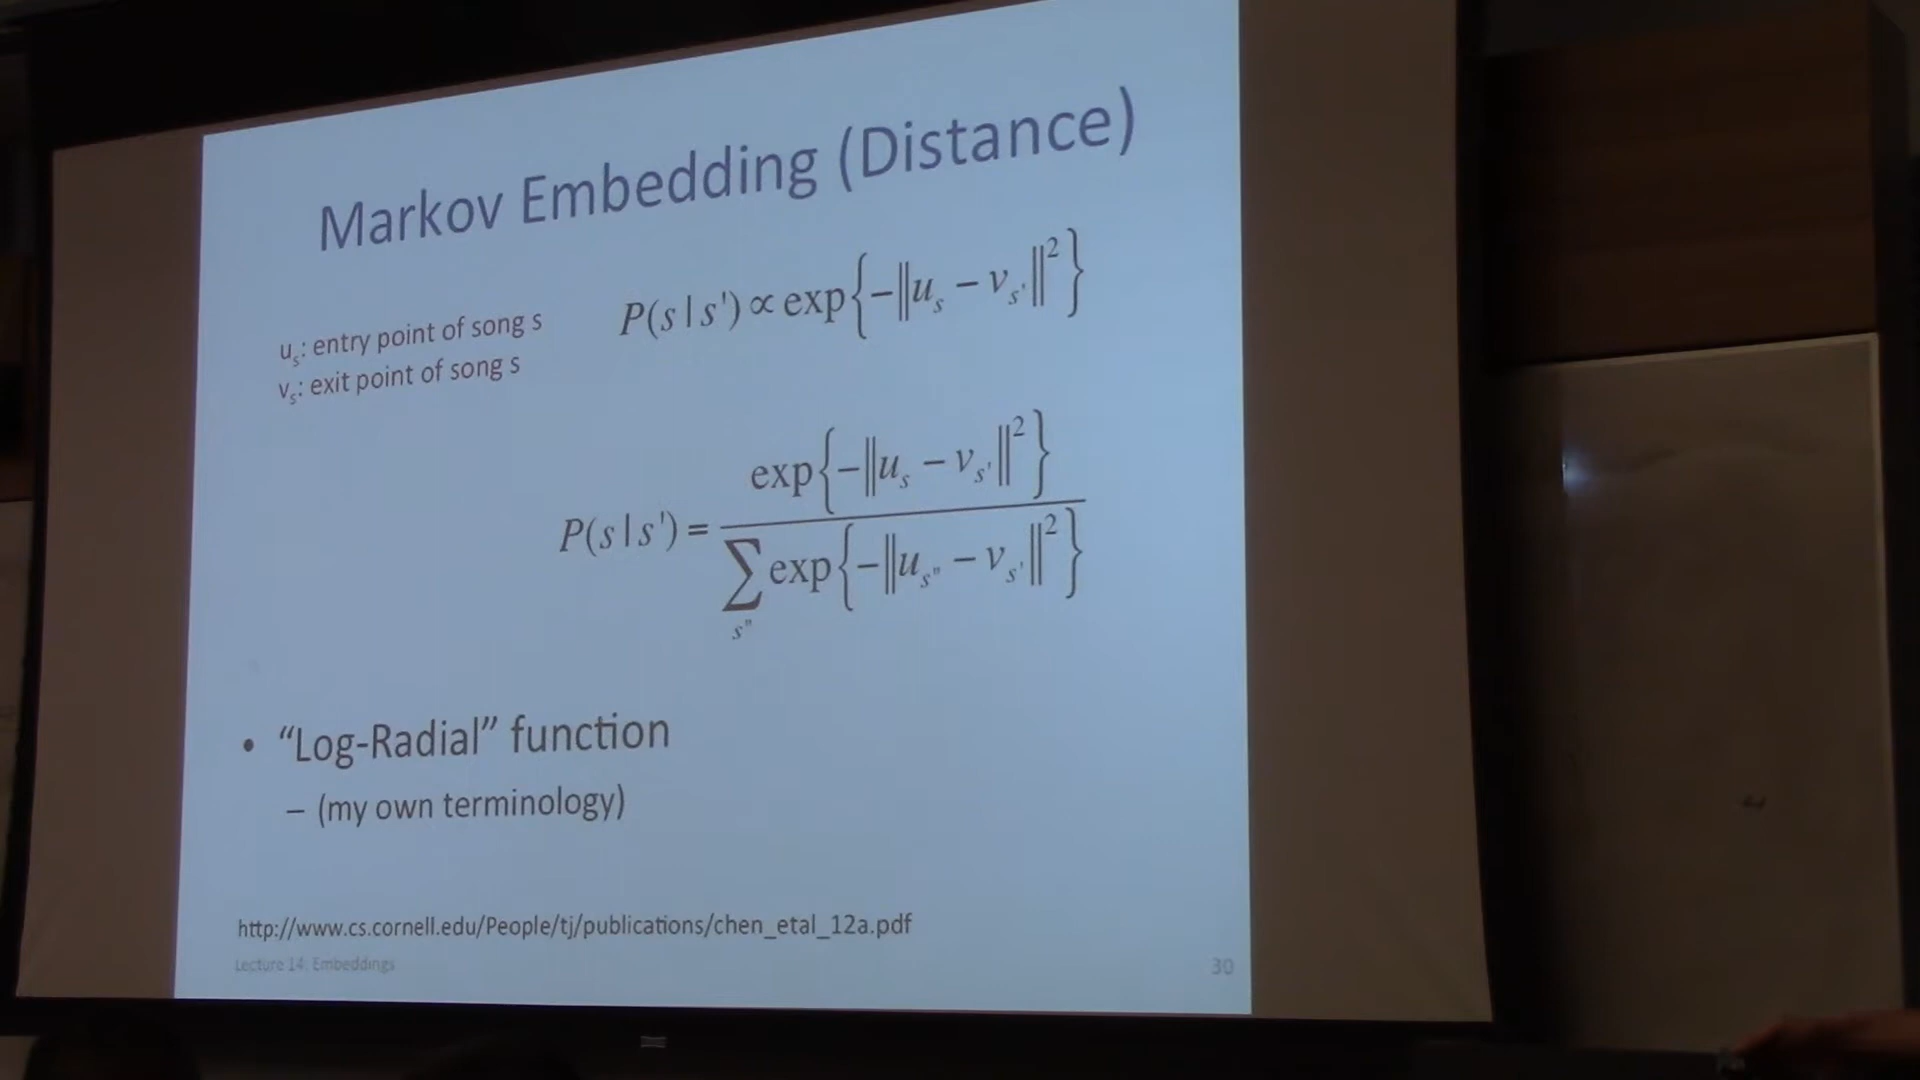 Markov Embedding (Distance)
u_s: entry point of song s
v_s: exit point of song s
P(s|s') ∝ exp{-‖u_s - v_s'‖^2}
P(s|s') = exp{-‖u_s - v_s'‖^2} / ∑_{s"} exp{-‖u_s" - v_s'‖^2}
• “Log-Radial” function
– (my own terminology)
http://www.cs.cornell.edu/People/tj/publications/chen_etal_12a.pdf
Lecture 14: Embeddings
30